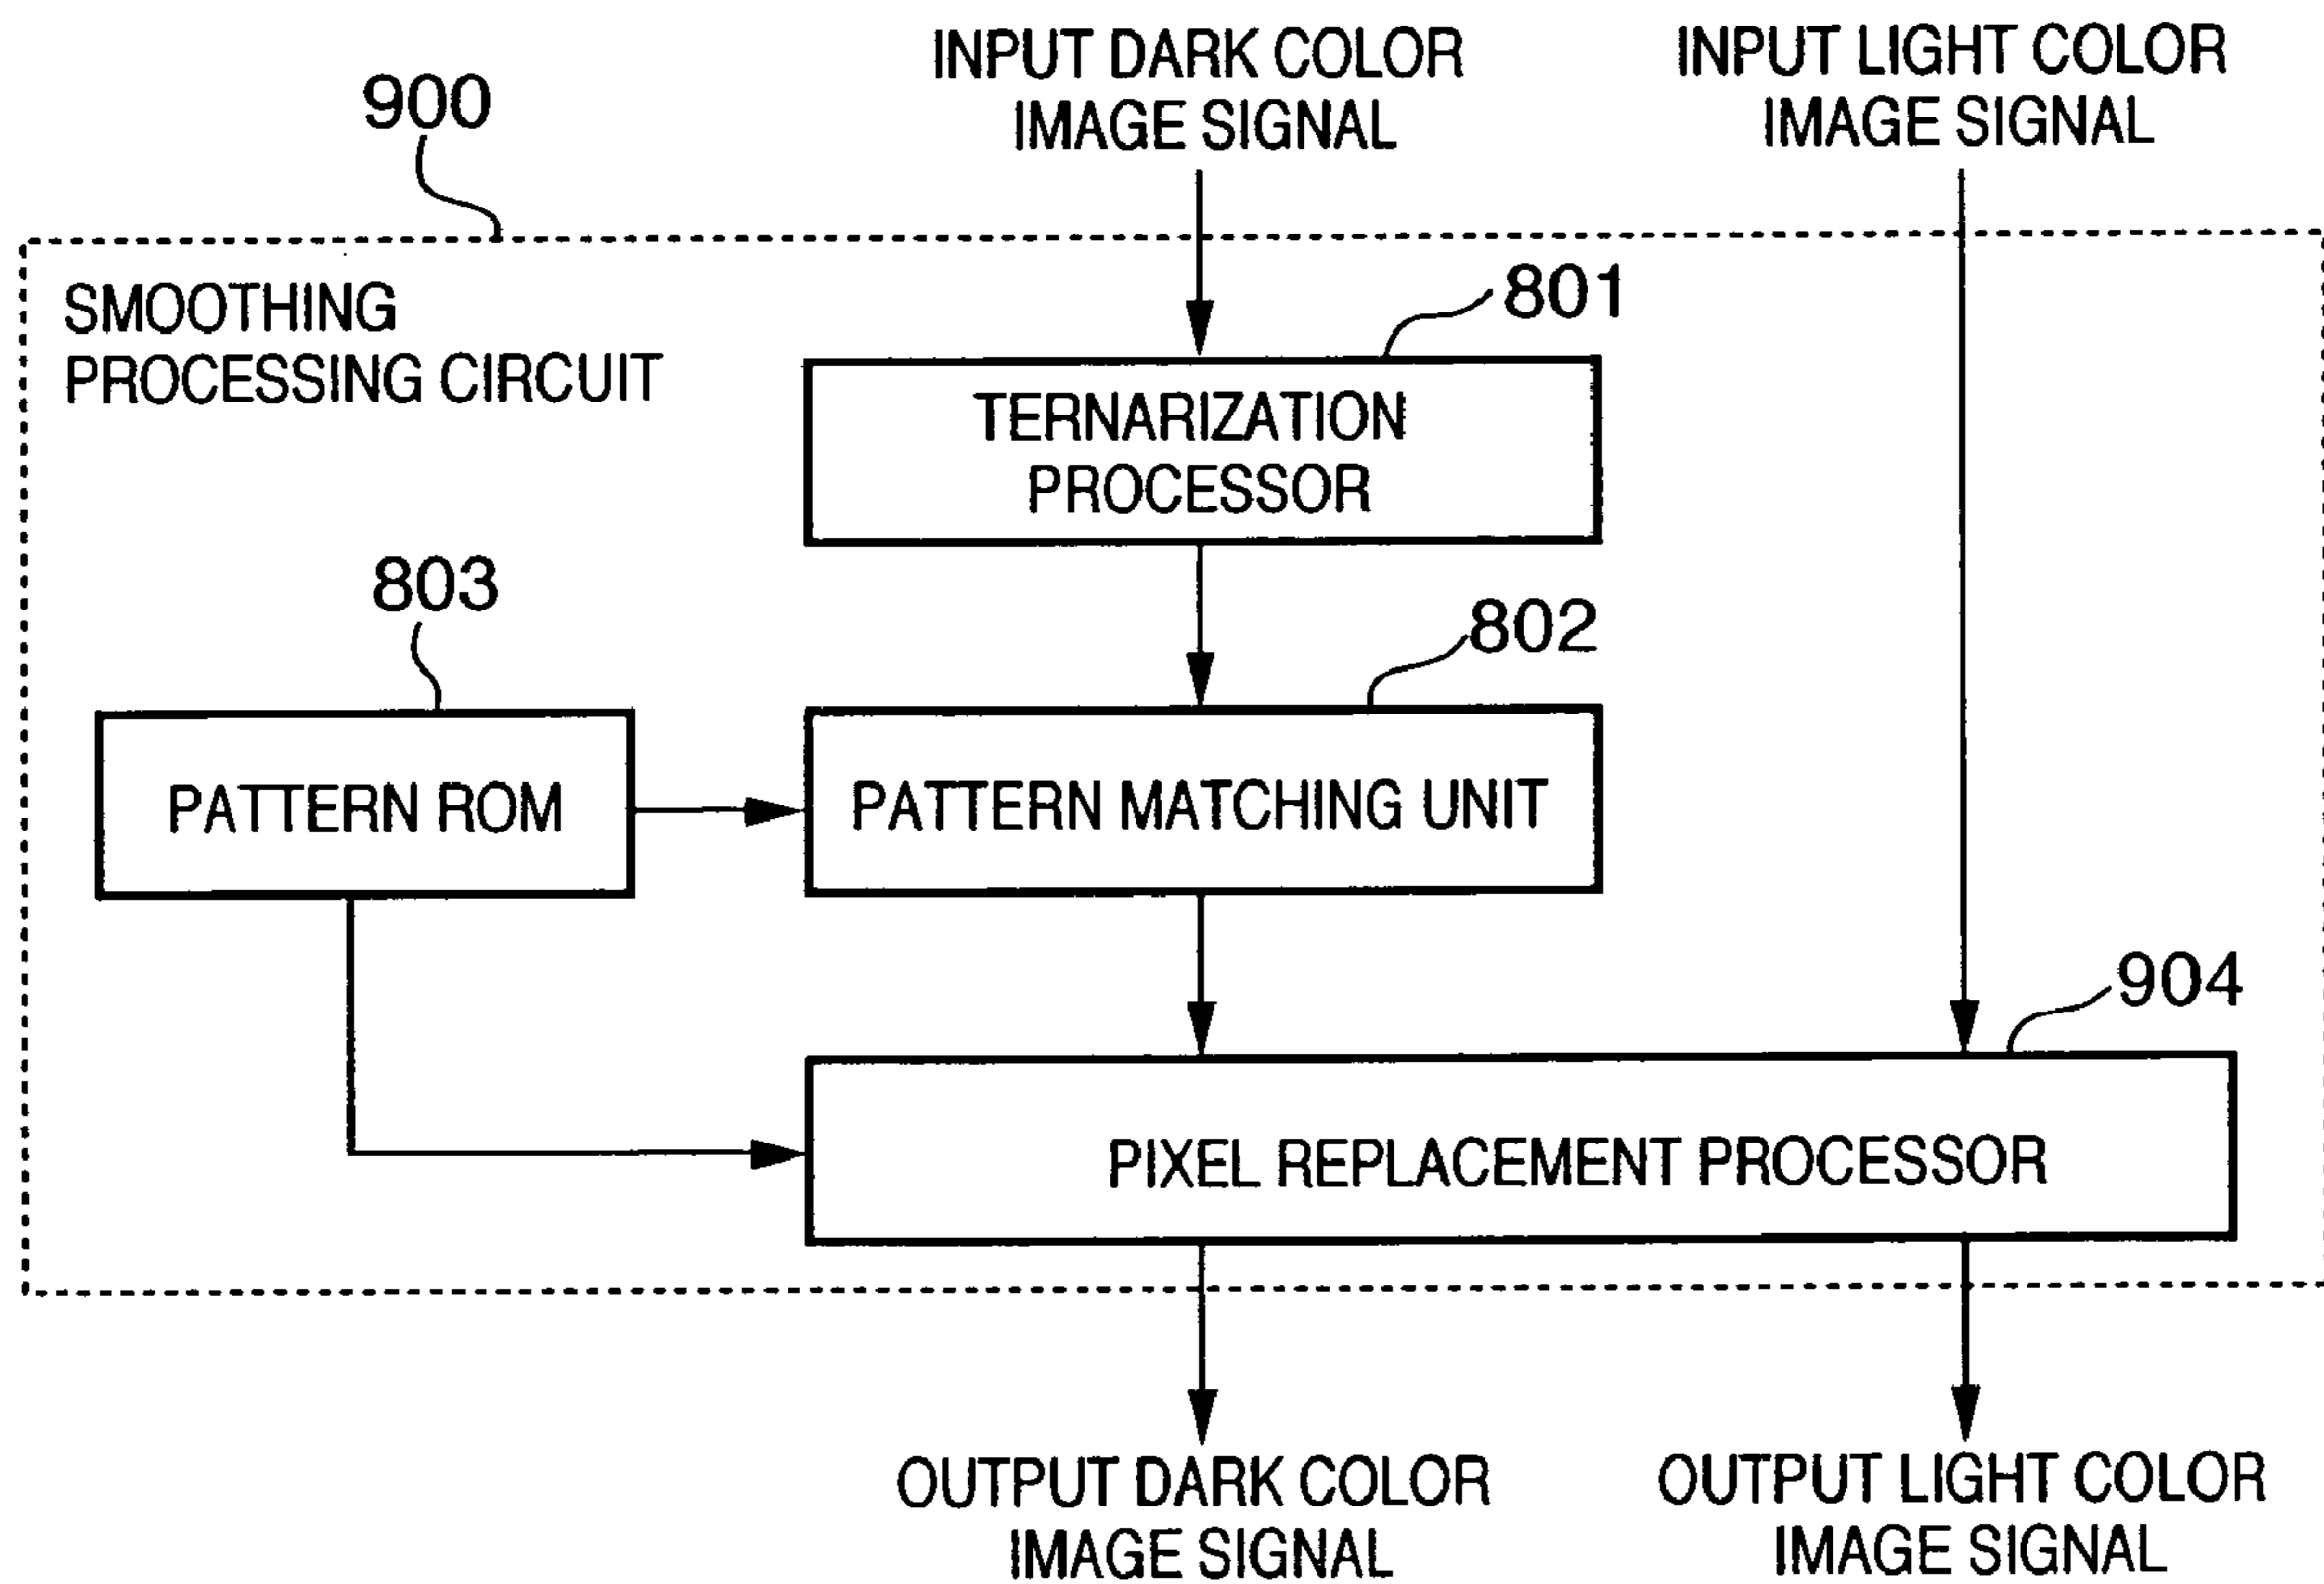 INPUT DARK COLOR
IMAGE SIGNAL
INPUT LIGHT COLOR
IMAGE SIGNAL
900
SMOOTHING
PROCESSING CIRCUIT
801
TERNARIZATION
PROCESSOR
803
802
PATTERN ROM
PATTERN MATCHING UNIT
904
PIXEL REPLACEMENT PROCESSOR
OUTPUT DARK COLOR
IMAGE SIGNAL
OUTPUT LIGHT COLOR
IMAGE SIGNAL